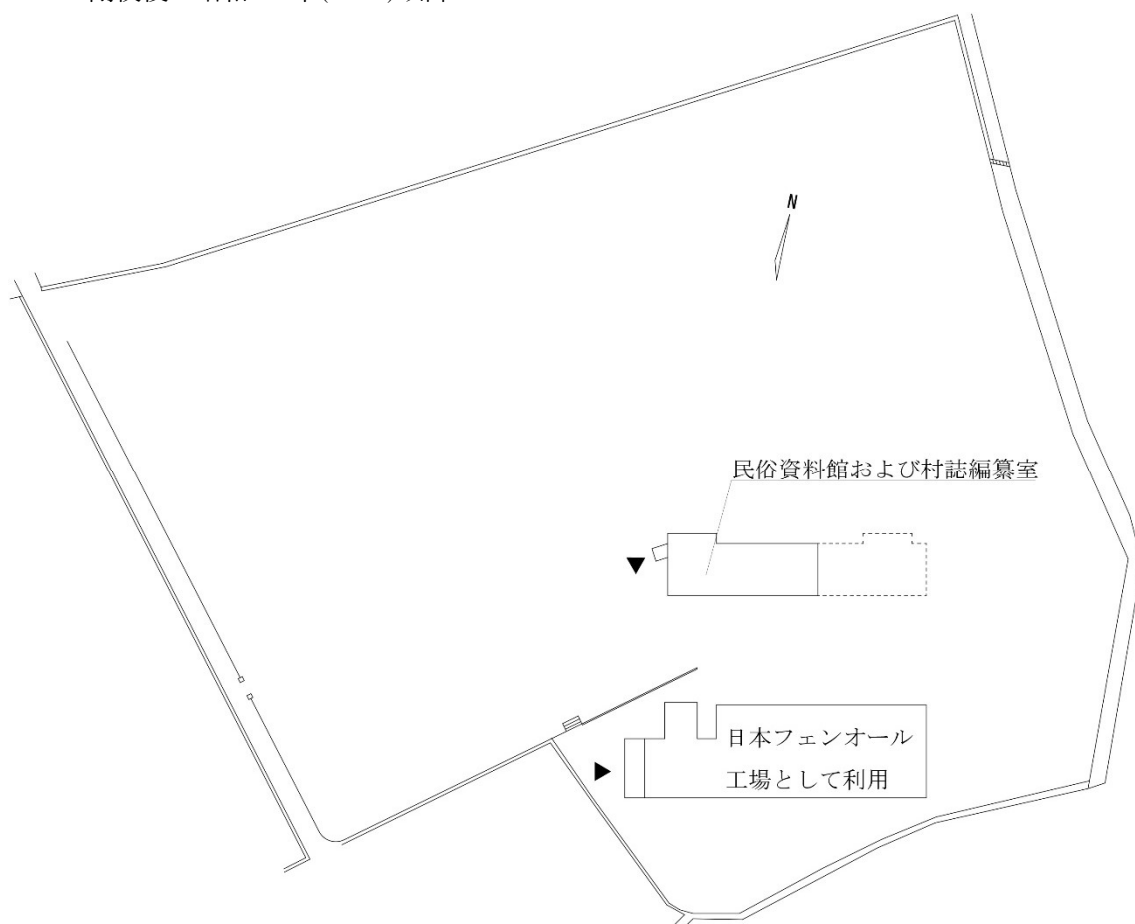 N
民俗資料館および村誌編纂室
日本フェンオール
工場として利用